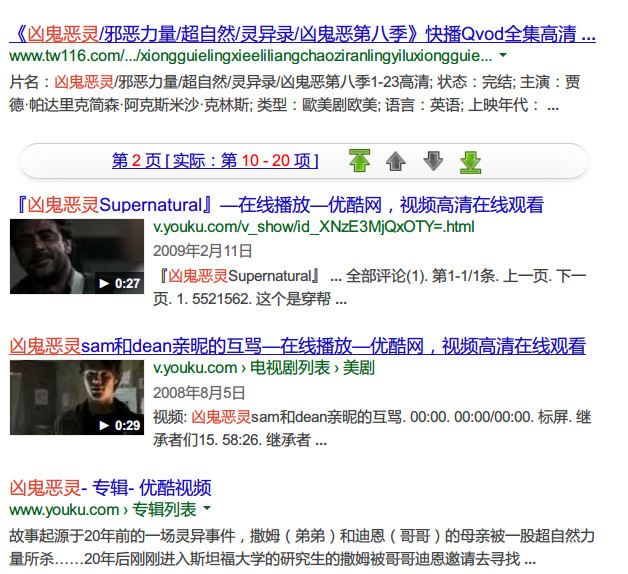 《凶鬼恶灵/邪恶力量/超自然/灵异录/凶鬼恶第八季》快播Qvod全集高清 ...
www.tw116.com/.../xiongguielingxieeliliangchaoziranlingyiluxiongguie...
片名：凶鬼恶灵/邪恶力量/超自然/灵异录/凶鬼恶灵第八季1-23高清; 状态：完结; 主演：贾
德·帕达里克简森·阿克斯米沙·克林斯; 类型：歐美剧欧美; 语言：英语; 上映年代： ...
第 2 页 [ 实际：第 10 - 20 项 ]
『凶鬼恶灵Supernatural』—在线播放—优酷网，视频高清在线观看
v.youku.com/v_show/id_XNzE3MjQxOTY=.html
2009年2月11日
0:27
『凶鬼恶灵Supernatural』 ... 全部评论(1). 第1-1/1条. 上一页. 下一
页. 1. 5521562. 这个是穿帮 ...
凶鬼恶灵sam和dean亲昵的互骂—在线播放—优酷网，视频高清在线观看
v.youku.com › 电视剧列表 › 美剧
2008年8月5日
0:29
视频: 凶鬼恶灵sam和dean亲昵的互骂. 00:00. 00:00/00:00. 标屏. 继
承者们15. 58:26. 继承者 ...
凶鬼恶灵- 专辑- 优酷视频
www.youku.com › 专辑列表
故事起源于20年前的一场灵异事件，撒姆（弟弟）和迪恩（哥哥）的母亲被一股超自然力
量所杀……20年后刚刚进入斯坦福大学的研究生的撒姆被哥哥迪恩邀请去寻找 ...